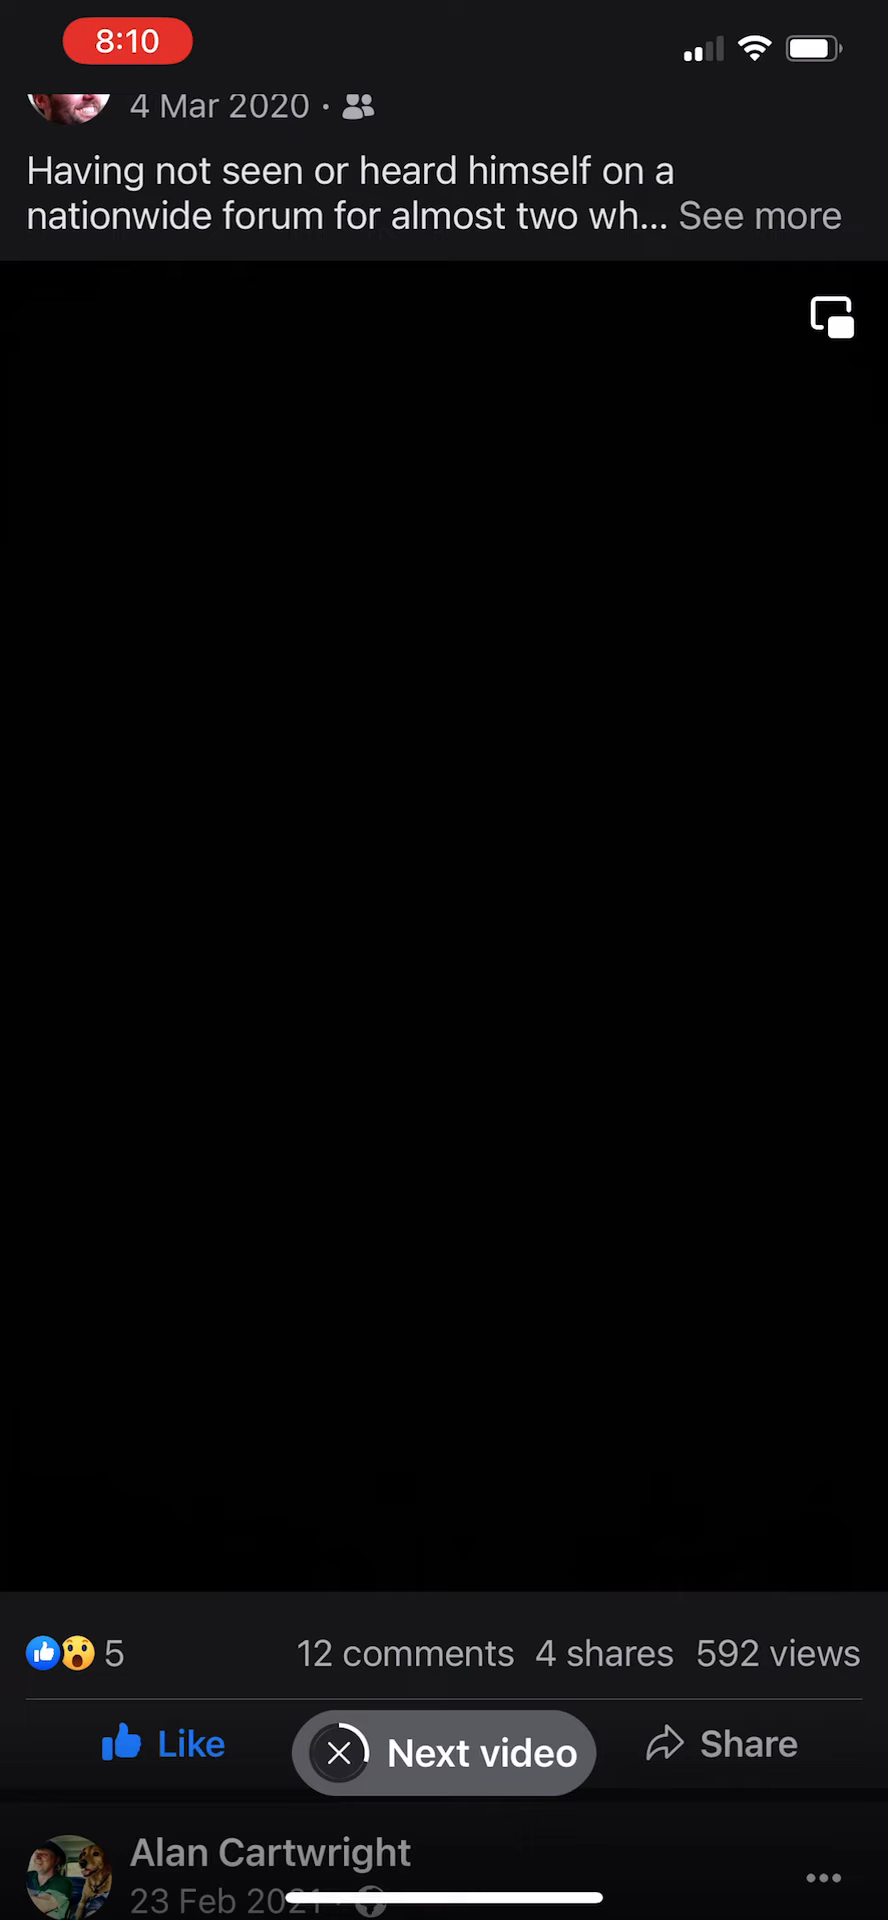 8:10
4 Mar 2020 ·
Having not seen or heard himself on a
nationwide forum for almost two wh... See more
5 12 comments 4 shares 592 views
Like Next video Share
Alan Cartwright
23 Feb 2021 ·